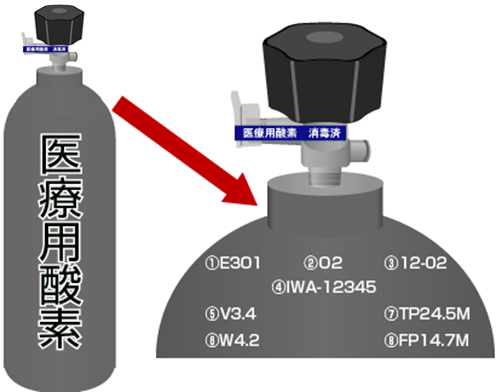 医療用酸素 消毒済
医療用酸素
医療用酸素 消毒済
①E301 ②O2 ③12-02
④IWA-12345
⑤V3.4 ⑦TP24.5M
⑥W4.2 ⑧FP14.7M